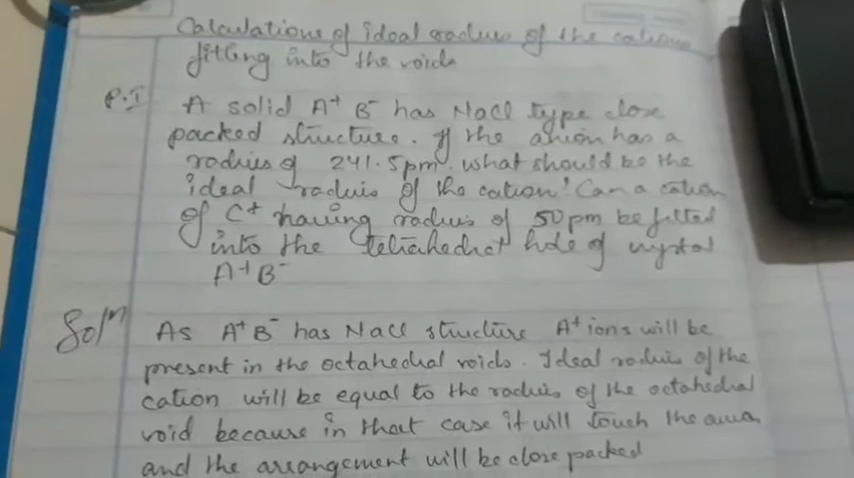 Calculations of ideal radius of the cations
fitting into the voids
P.I A solid A+ B- has NaCl type close
packed structure. If the anion has a
radius of 241.5pm. what should be the
ideal radius of the cation? Can a cation
of C+ having radius of 50pm be fitted
into the tetrahedral hole of crystal
A+B-
Solⁿ As A+B- has NaCl structure A+ ions will be
present in the octahedral voids. Ideal radius of the
cation will be equal to the radius of the octahedral
void because in that case it will touch the
and the arrangement will be close packed